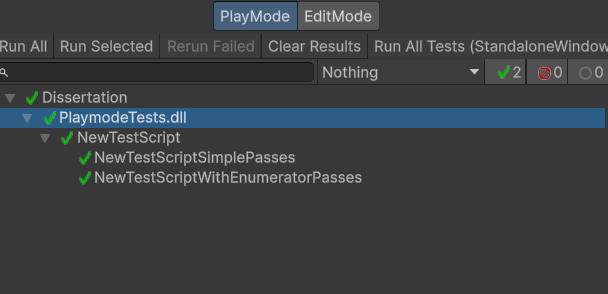 PlayMode EditMode
Run All Run Selected Rerun Failed Clear Results Run All Tests (StandaloneWindow
Nothing 2 0 0
Dissertation
PlaymodeTests.dll
NewTestScript
NewTestScriptSimplePasses
NewTestScriptWithEnumeratorPasses